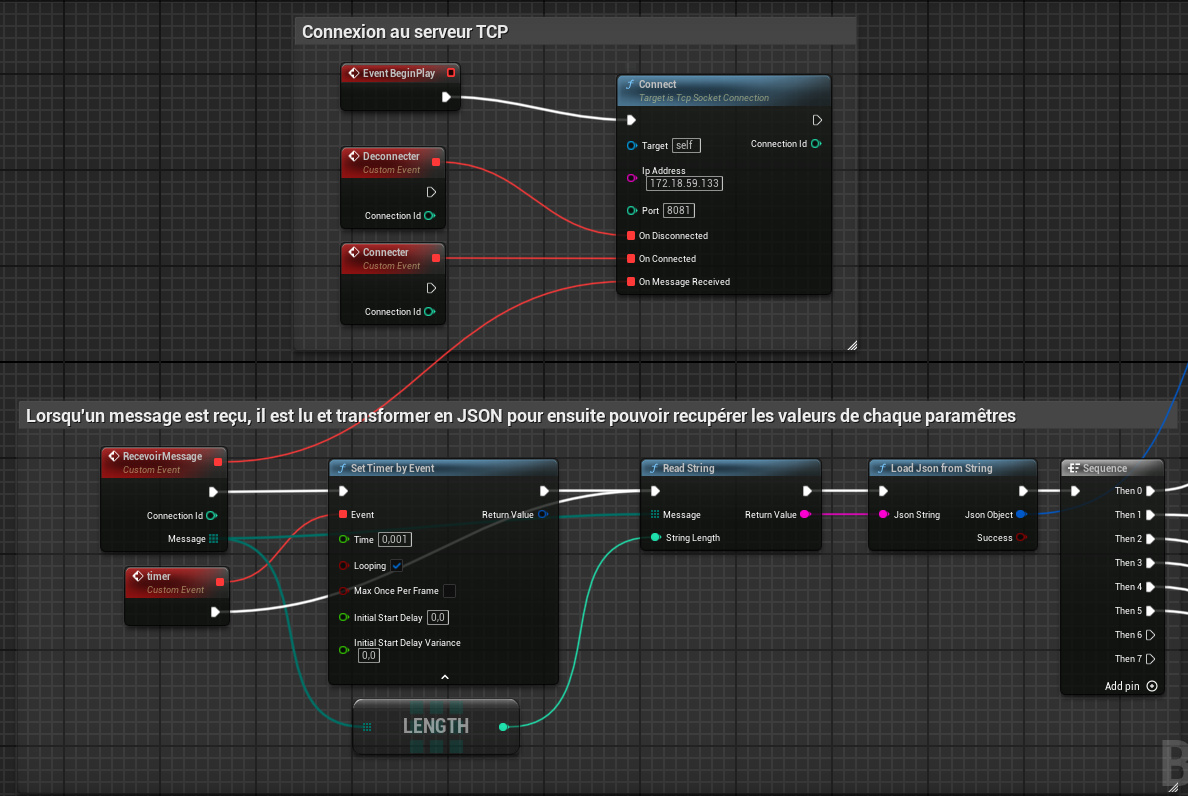 Connexion au serveur TCP
Event BeginPlay
Connect
Target is Tcp Socket Connection
Target self
Connection Id
Ip Address
172.18.59.133
Port 8081
On Disconnected
On Connected
On Message Received
Deconnecter
Custom Event
Connection Id
Connecter
Custom Event
Connection Id
Lorsqu'un message est reçu, il est lu et transformer en JSON pour ensuite pouvoir recupérer les valeurs de chaque paramêtres
RecevoirMessage
Custom Event
Connection Id
Message
timer
Custom Event
Set Timer by Event
Event
Return Value
Time 0,001
Looping
Max Once Per Frame
Initial Start Delay 0,0
Initial Start Delay Variance
0,0
LENGTH
Read String
Message
Return Value
String Length
Load Json from String
Json String
Json Object
Success
Sequence
Then 0
Then 1
Then 2
Then 3
Then 4
Then 5
Then 6
Then 7
Add pin
B